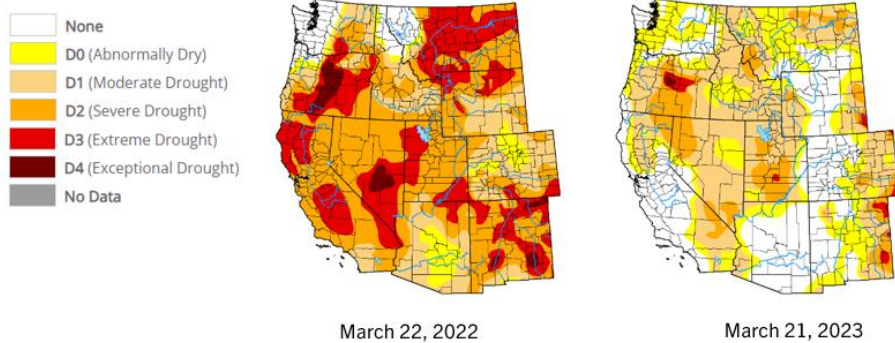 None
D0 (Abnormally Dry)
D1 (Moderate Drought)
D2 (Severe Drought)
D3 (Extreme Drought)
D4 (Exceptional Drought)
No Data
March 22, 2022
March 21, 2023